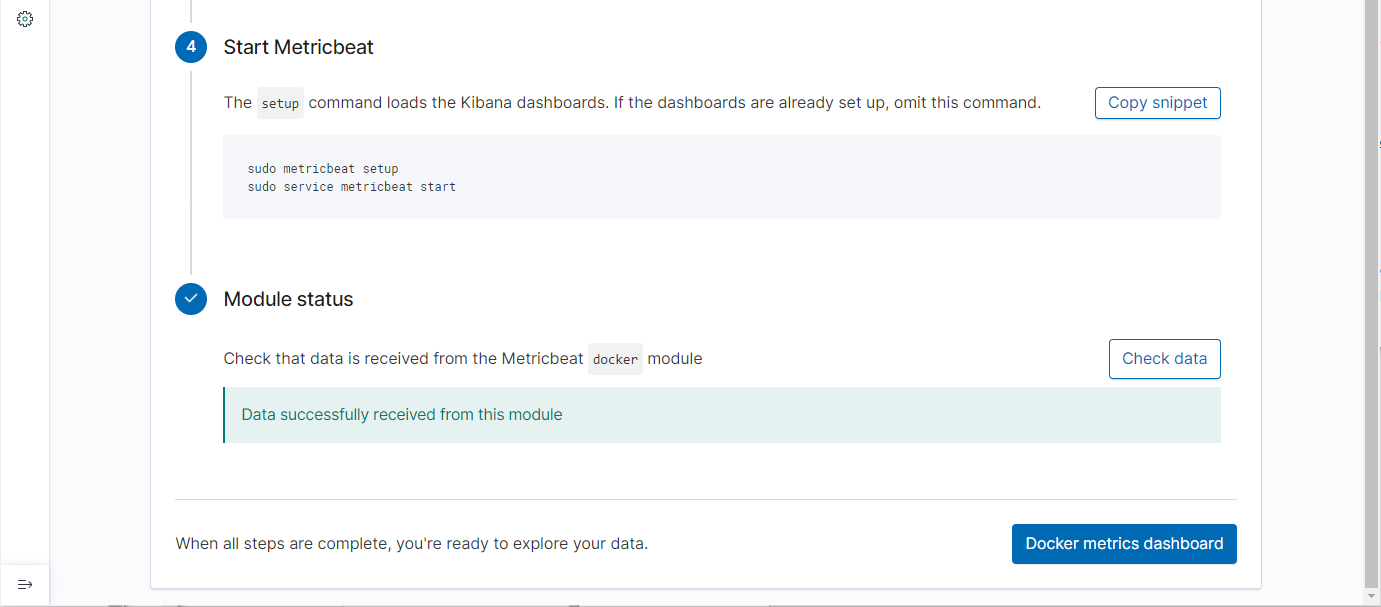 4 Start Metricbeat
The setup command loads the Kibana dashboards. If the dashboards are already set up, omit this command. Copy snippet
sudo metricbeat setup
sudo service metricbeat start
Module status
Check that data is received from the Metricbeat docker module Check data
Data successfully received from this module
When all steps are complete, you're ready to explore your data. Docker metrics dashboard